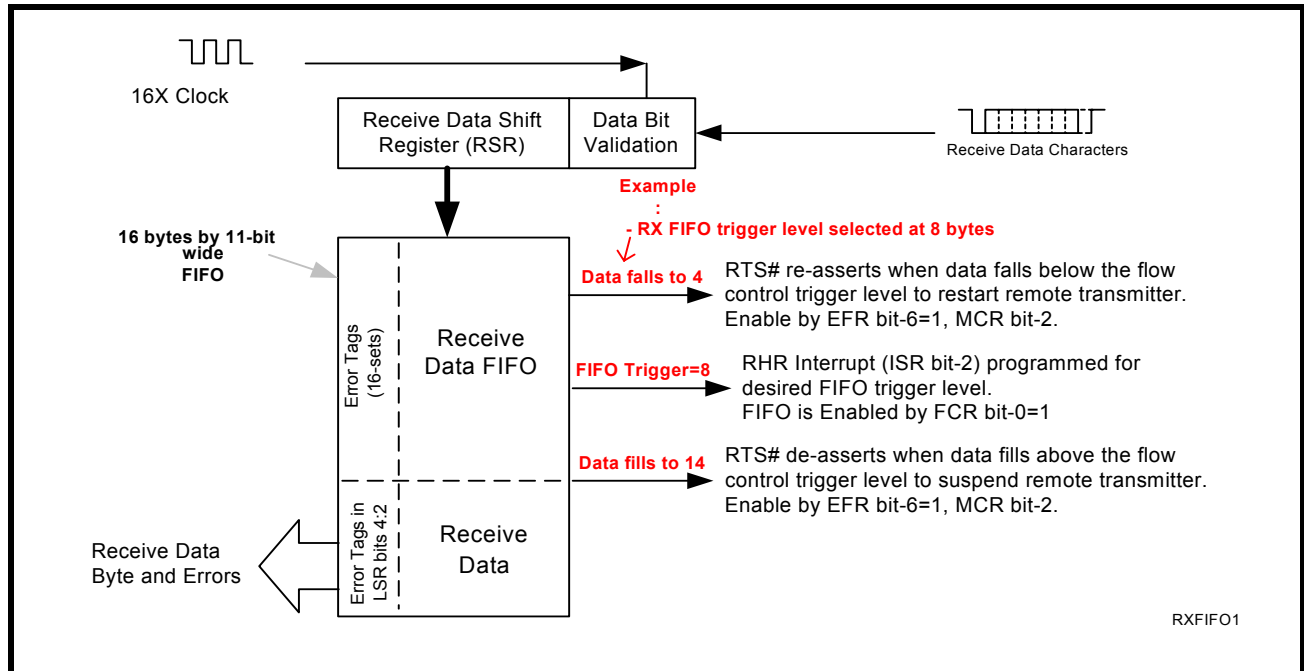 16X Clock
Receive Data Shift
Register (RSR)
Data Bit
Validation
Receive Data Characters
Example
:
- RX FIFO trigger level selected at 8 bytes
16 bytes by 11-bit
wide
FIFO
Data falls to 4
RTS# re-asserts when data falls below the flow
control trigger level to restart remote transmitter.
Enable by EFR bit-6=1, MCR bit-2.
Error Tags
(16-sets)
Receive
Data FIFO
FIFO Trigger=8
RHR Interrupt (ISR bit-2) programmed for
desired FIFO trigger level.
FIFO is Enabled by FCR bit-0=1
Data fills to 14
RTS# de-asserts when data fills above the flow
control trigger level to suspend remote transmitter.
Enable by EFR bit-6=1, MCR bit-2.
Error Tags in
LSR bits 4:2
Receive
Data
Receive Data
Byte and Errors
RXFIFO1